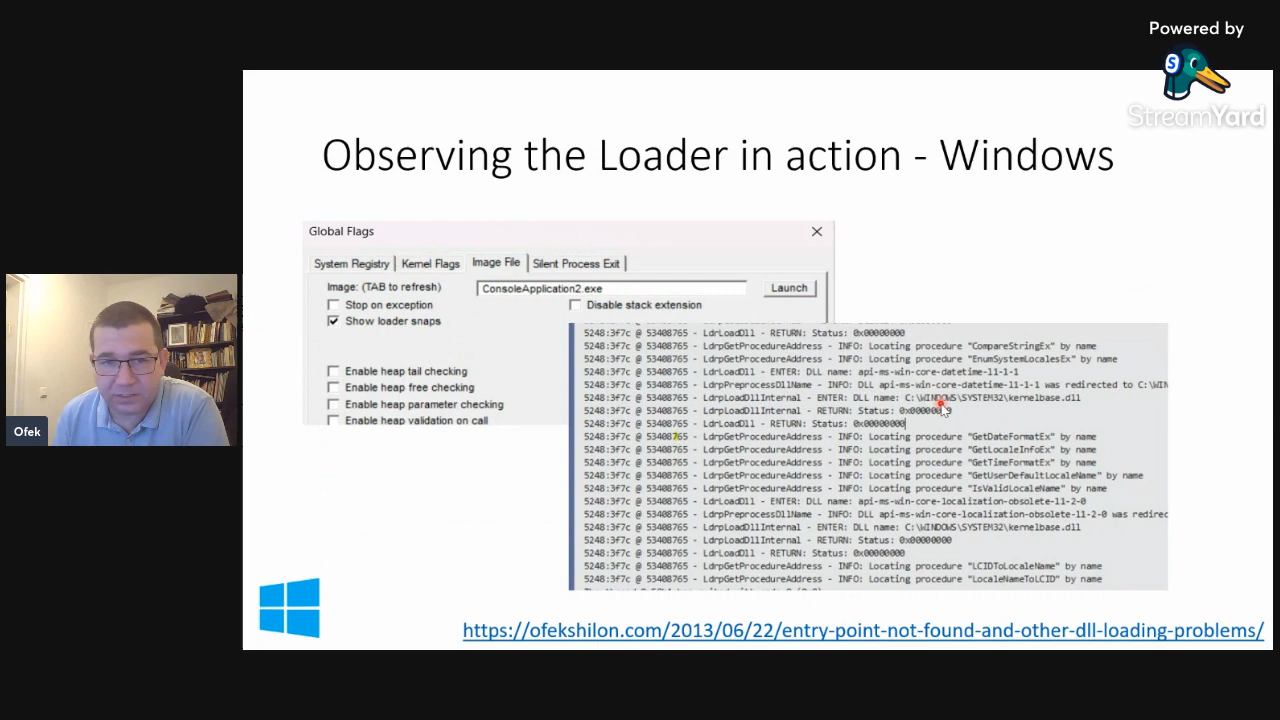 Powered by
StreamYard
Observing the Loader in action - Windows
Global Flags
System Registry
Kernel Flags
Image File
Silent Process Exit
Image: (TAB to refresh)
ConsoleApplication2.exe
Launch
Stop on exception
Disable stack extension
Show loader snaps
Enable heap tail checking
Enable heap free checking
Enable heap parameter checking
Enable heap validation on call
5248:3f7c @ 53408765 - LdrLoadDll - RETURN: Status: 0x00000000
5248:3f7c @ 53408765 - LdrpGetProcedureAddress - INFO: Locating procedure "CompareStringEx" by name
5248:3f7c @ 53408765 - LdrpGetProcedureAddress - INFO: Locating procedure "EnumSystemLocalesEx" by name
5248:3f7c @ 53408765 - LdrLoadDll - ENTER: DLL name: api-ms-win-core-datetime-l1-1-1
5248:3f7c @ 53408765 - LdrpPreprocessDllName - INFO: DLL api-ms-win-core-datetime-l1-1-1 was redirected to C:\WIN
5248:3f7c @ 53408765 - LdrpLoadDllInternal - ENTER: DLL name: C:\WINDOWS\SYSTEM32\kernelbase.dll
5248:3f7c @ 53408765 - LdrpLoadDllInternal - RETURN: Status: 0x00000000
5248:3f7c @ 53408765 - LdrLoadDll - RETURN: Status: 0x00000000
5248:3f7c @ 53408765 - LdrpGetProcedureAddress - INFO: Locating procedure "GetDateFormatEx" by name
5248:3f7c @ 53408765 - LdrpGetProcedureAddress - INFO: Locating procedure "GetLocaleInfoEx" by name
5248:3f7c @ 53408765 - LdrpGetProcedureAddress - INFO: Locating procedure "GetTimeFormatEx" by name
5248:3f7c @ 53408765 - LdrpGetProcedureAddress - INFO: Locating procedure "GetUserDefaultLocaleName" by name
5248:3f7c @ 53408765 - LdrpGetProcedureAddress - INFO: Locating procedure "IsValidLocaleName" by name
5248:3f7c @ 53408765 - LdrLoadDll - ENTER: DLL name: api-ms-win-core-localization-obsolete-l1-2-0
5248:3f7c @ 53408765 - LdrpPreprocessDllName - INFO: DLL api-ms-win-core-localization-obsolete-l1-2-0 was redirec
5248:3f7c @ 53408765 - LdrpLoadDllInternal - ENTER: DLL name: C:\WINDOWS\SYSTEM32\kernelbase.dll
5248:3f7c @ 53408765 - LdrpLoadDllInternal - RETURN: Status: 0x00000000
5248:3f7c @ 53408765 - LdrLoadDll - RETURN: Status: 0x00000000
5248:3f7c @ 53408765 - LdrpGetProcedureAddress - INFO: Locating procedure "LCIDToLocaleName" by name
5248:3f7c @ 53408765 - LdrpGetProcedureAddress - INFO: Locating procedure "LocaleNameToLCID" by name
Ofek
https://ofekshilon.com/2013/06/22/entry-point-not-found-and-other-dll-loading-problems/